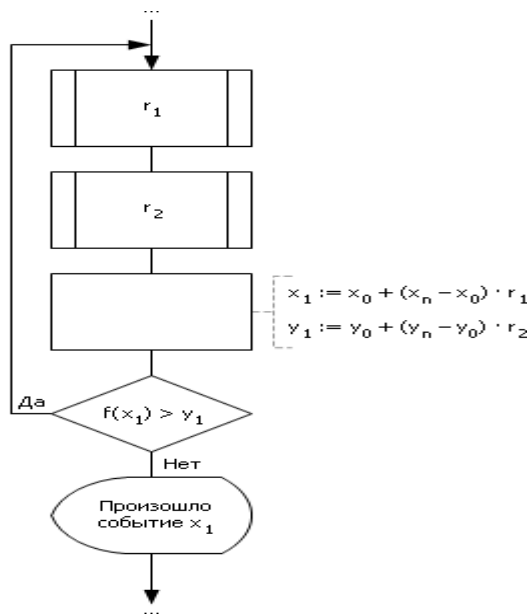 ...
r₁
r₂
x₁ := x₀ + (xₙ – x₀) · r₁
y₁ := y₀ + (yₙ – y₀) · r₂
Да
f(x₁) > y₁
Нет
Произошло
событие x₁
...